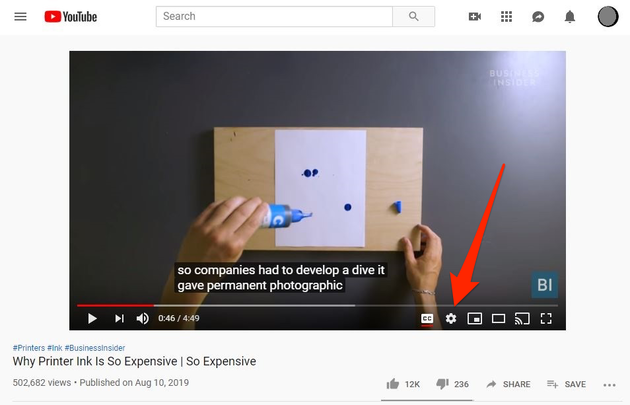 YouTube
Search
BUSINESS
INSIDER
C
so companies had to develop a dive it
gave permanent photographic
BI
0:46 / 4:49
CC
#Printers #Ink #BusinessInsider
Why Printer Ink Is So Expensive | So Expensive
502,682 views • Published on Aug 10, 2019
12K
236
SHARE
SAVE